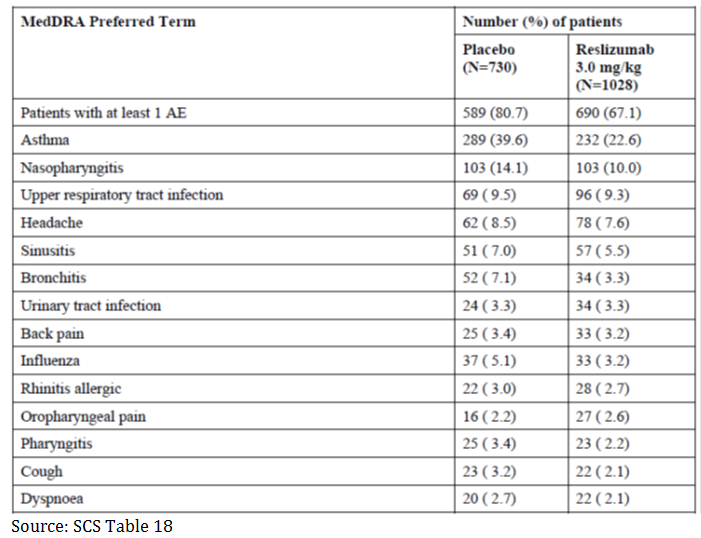 MedDRA Preferred Term Number (%) of patients
Placebo Reslizumab
(N=730) 3.0 mg/kg
(N=1028)
Patients with at least 1 AE 589 (80.7) 690 (67.1)
Asthma 289 (39.6) 232 (22.6)
Nasopharyngitis 103 (14.1) 103 (10.0)
Upper respiratory tract infection 69 ( 9.5) 96 ( 9.3)
Headache 62 ( 8.5) 78 ( 7.6)
Sinusitis 51 ( 7.0) 57 ( 5.5)
Bronchitis 52 ( 7.1) 34 ( 3.3)
Urinary tract infection 24 ( 3.3) 34 ( 3.3)
Back pain 25 ( 3.4) 33 ( 3.2)
Influenza 37 ( 5.1) 33 ( 3.2)
Rhinitis allergic 22 ( 3.0) 28 ( 2.7)
Oropharyngeal pain 16 ( 2.2) 27 ( 2.6)
Pharyngitis 25 ( 3.4) 23 ( 2.2)
Cough 23 ( 3.2) 22 ( 2.1)
Dyspnoea 20 ( 2.7) 22 ( 2.1)
Source: SCS Table 18